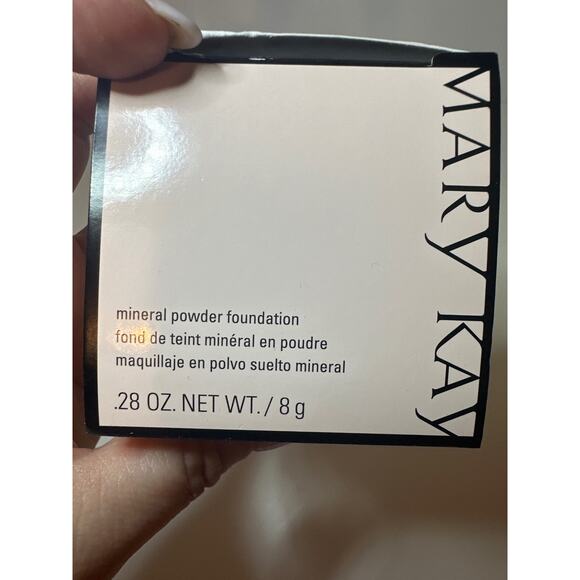 MARY KAY
mineral powder foundation
fond de teint minéral en poudre
maquillaje en polvo suelto mineral
.28 OZ. NET WT. / 8 g